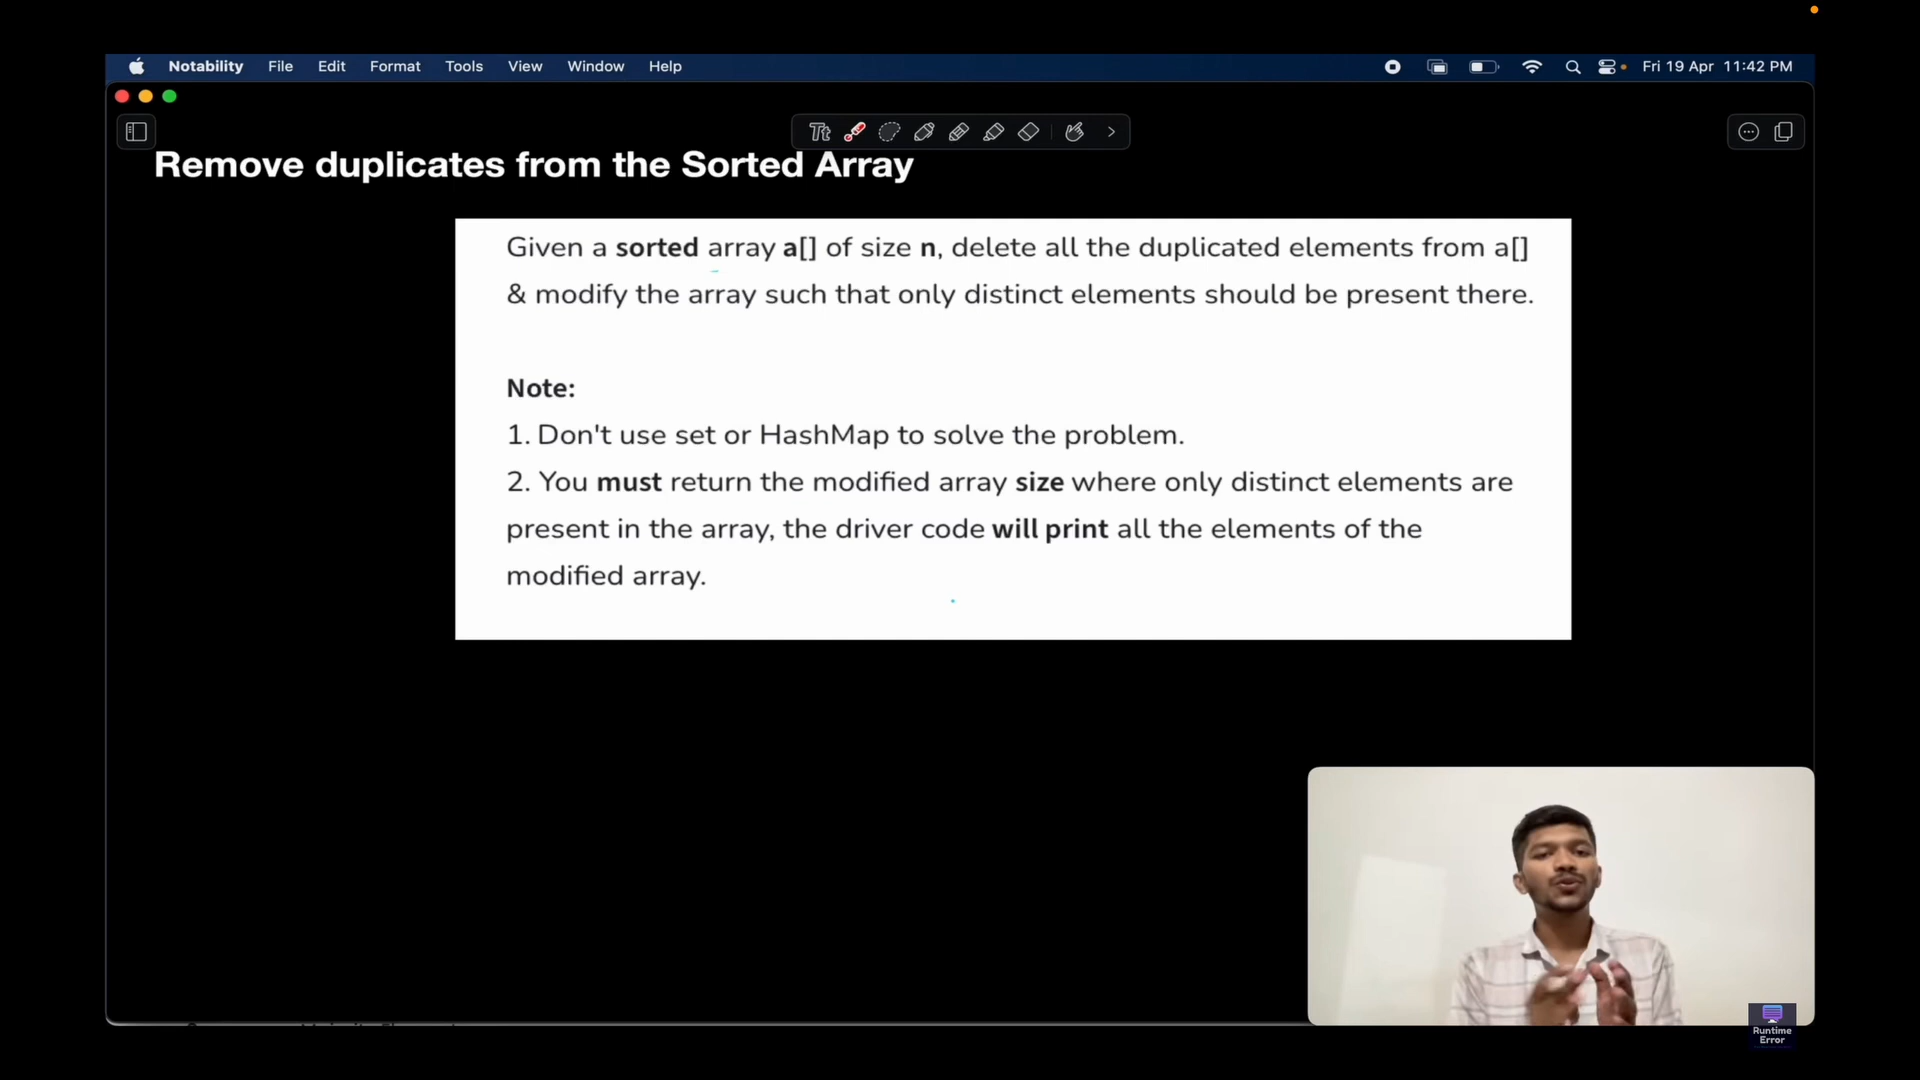 Notability File Edit Format Tools View Window Help
Fri 19 Apr 11:42 PM
Tt
Remove duplicates from the Sorted Array
Given a sorted array a[] of size n, delete all the duplicated elements from a[]
& modify the array such that only distinct elements should be present there.
Note:
1. Don't use set or HashMap to solve the problem.
2. You must return the modified array size where only distinct elements are
present in the array, the driver code will print all the elements of the
modified array.
Runtime
Error